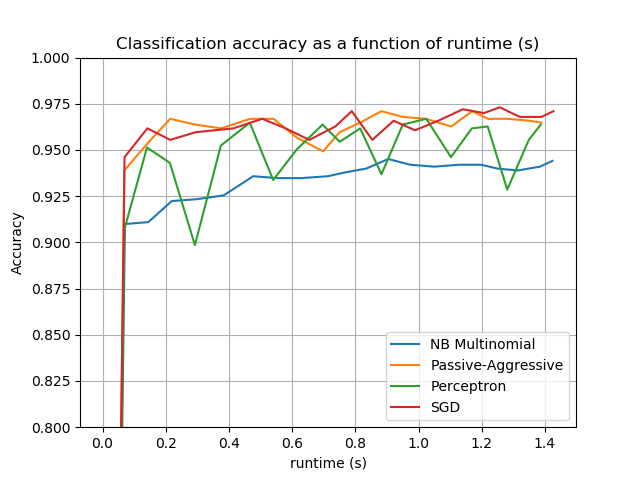 Classification accuracy as a function of runtime (s)
1.000
0.975
0.950
0.925
0.900
0.875
0.850
0.825
0.800
Accuracy
NB Multinomial
Passive-Aggressive
Perceptron
SGD
0.0 0.2 0.4 0.6 0.8 1.0 1.2 1.4
runtime (s)